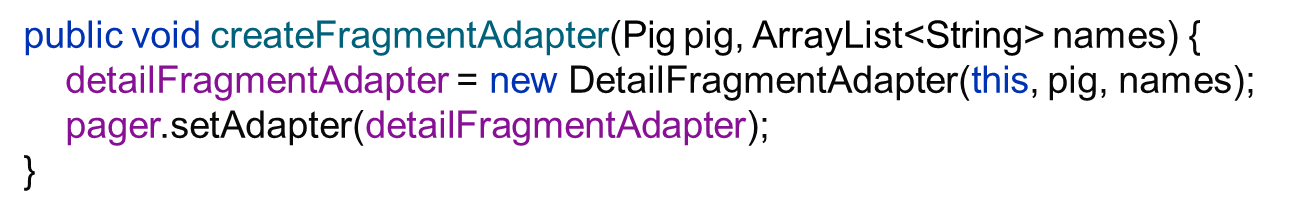 public void createFragmentAdapter(Pig pig, ArrayList<String> names) {
    detailFragmentAdapter = new DetailFragmentAdapter(this, pig, names);
    pager.setAdapter(detailFragmentAdapter);
}